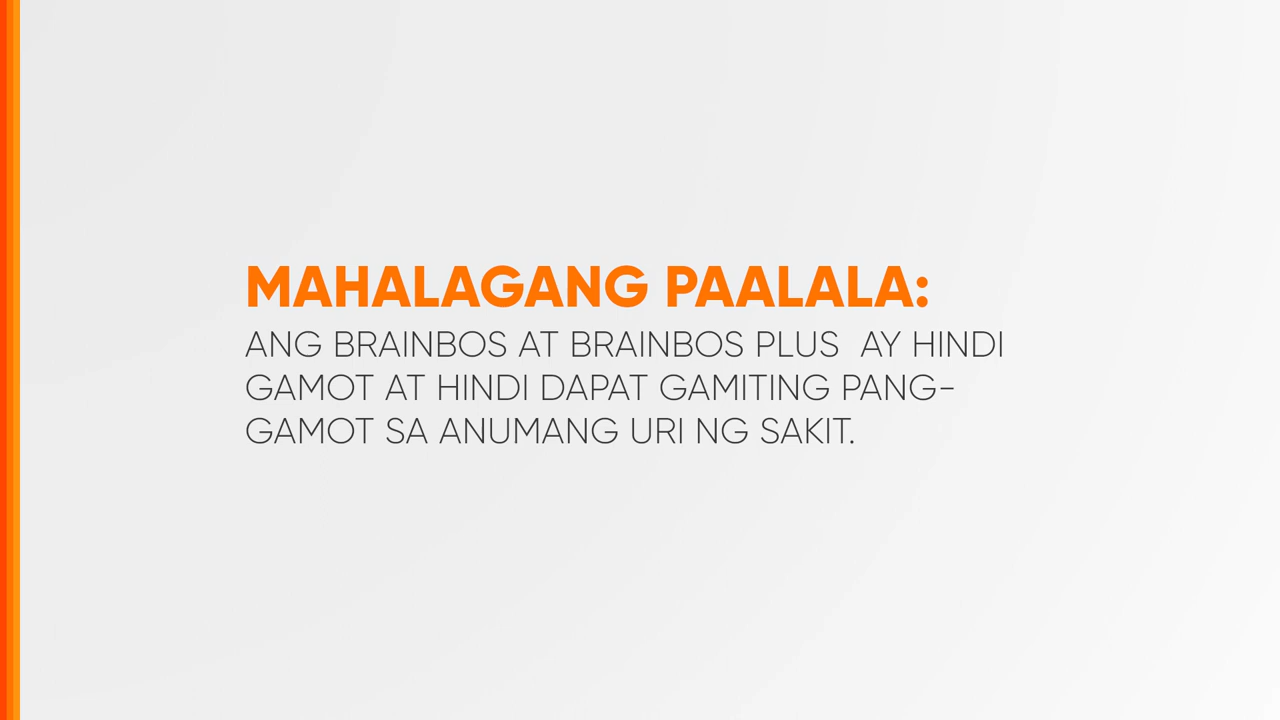 MAHALAGANG PAALALA:
ANG BRAINBOS AT BRAINBOS PLUS  AY HINDI
GAMOT AT HINDI DAPAT GAMITING PANG-
GAMOT SA ANUMANG URI NG SAKIT.